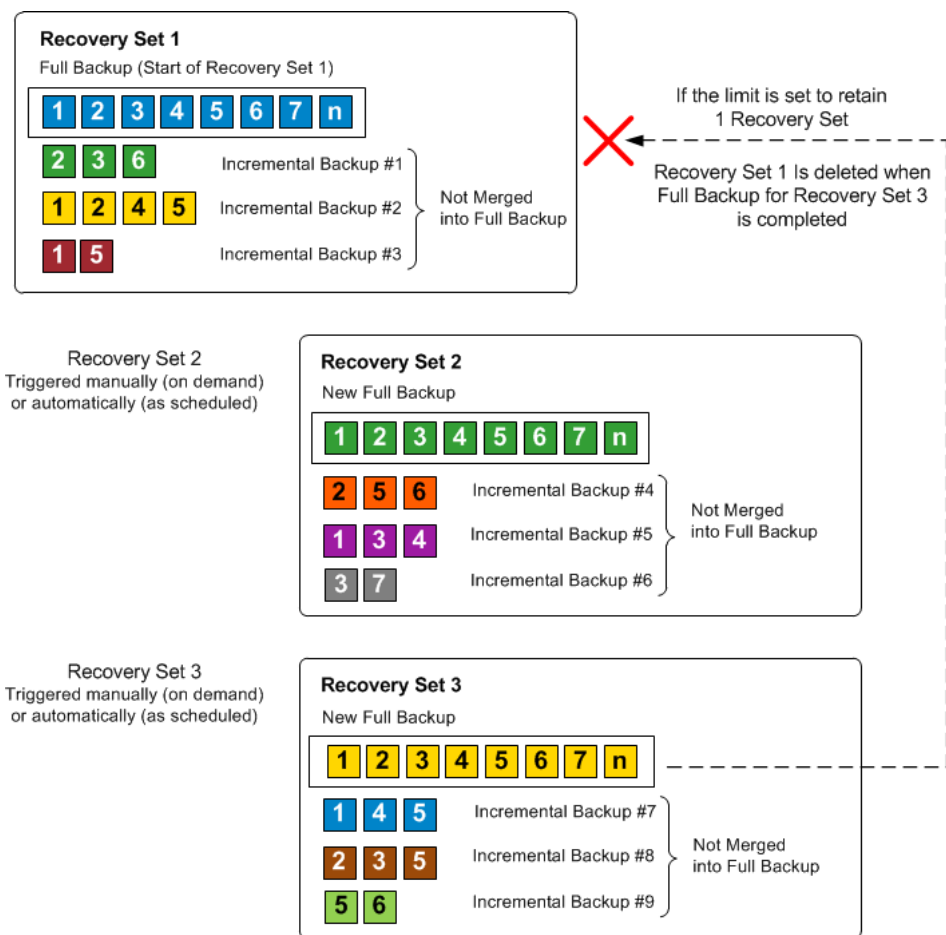 Recovery Set 1
Full Backup (Start of Recovery Set 1)
1 2 3 4 5 6 7 n
2 3 6 Incremental Backup #1
1 2 4 5 Incremental Backup #2
1 5 Incremental Backup #3
Not Merged
into Full Backup
If the limit is set to retain
1 Recovery Set
Recovery Set 1 Is deleted when
Full Backup for Recovery Set 3
is completed
Recovery Set 2
Triggered manually (on demand)
or automatically (as scheduled)
Recovery Set 2
New Full Backup
1 2 3 4 5 6 7 n
2 5 6 Incremental Backup #4
1 3 4 Incremental Backup #5
3 7 Incremental Backup #6
Not Merged
into Full Backup
Recovery Set 3
Triggered manually (on demand)
or automatically (as scheduled)
Recovery Set 3
New Full Backup
1 2 3 4 5 6 7 n
1 4 5 Incremental Backup #7
2 3 5 Incremental Backup #8
5 6 Incremental Backup #9
Not Merged
into Full Backup